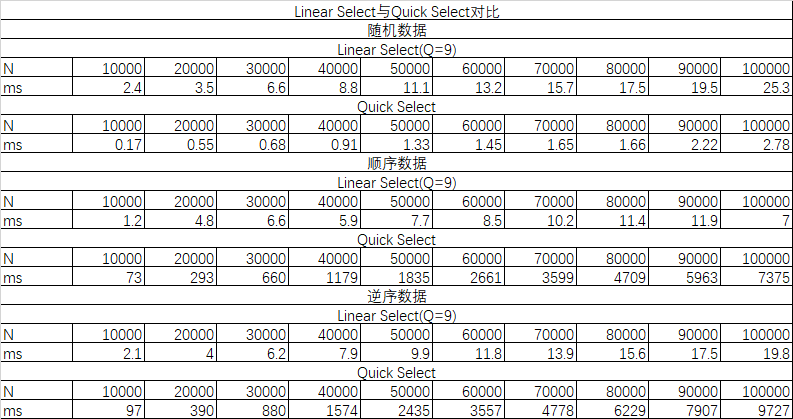 Linear Select与Quick Select对比
随机数据
Linear Select(Q=9)
N 10000 20000 30000 40000 50000 60000 70000 80000 90000 100000
ms 2.4 3.5 6.6 8.8 11.1 13.2 15.7 17.5 19.5 25.3
Quick Select
N 10000 20000 30000 40000 50000 60000 70000 80000 90000 100000
ms 0.17 0.55 0.68 0.91 1.33 1.45 1.65 1.66 2.22 2.78
顺序数据
Linear Select(Q=9)
N 10000 20000 30000 40000 50000 60000 70000 80000 90000 100000
ms 1.2 4.8 6.6 5.9 7.7 8.5 10.2 11.4 11.9 7
Quick Select
N 10000 20000 30000 40000 50000 60000 70000 80000 90000 100000
ms 73 293 660 1179 1835 2661 3599 4709 5963 7375
逆序数据
Linear Select(Q=9)
N 10000 20000 30000 40000 50000 60000 70000 80000 90000 100000
ms 2.1 4 6.2 7.9 9.9 11.8 13.9 15.6 17.5 19.8
Quick Select
N 10000 20000 30000 40000 50000 60000 70000 80000 90000 100000
ms 97 390 880 1574 2435 3557 4778 6229 7907 9727